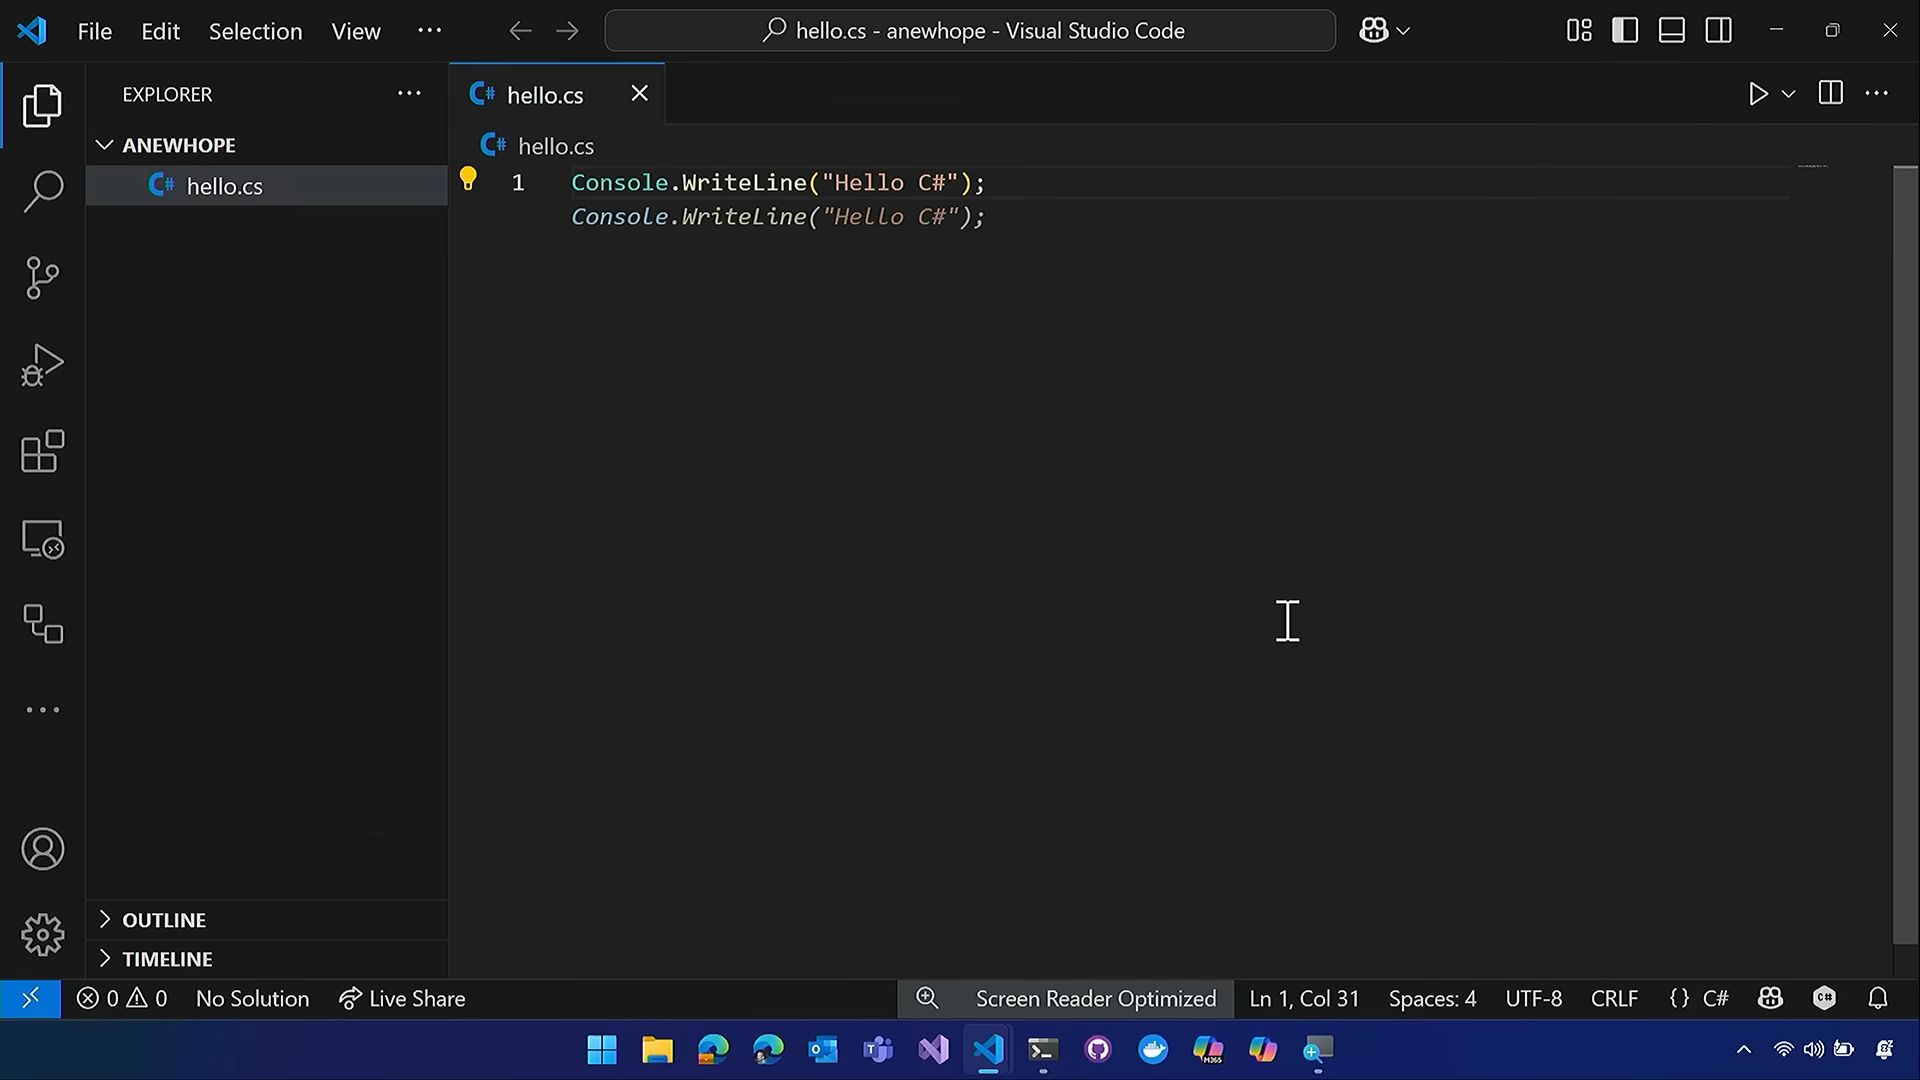 File Edit Selection View
hello.cs - anewhope - Visual Studio Code
EXPLORER
ANEWHOPE
hello.cs
hello.cs
hello.cs
1 Console.WriteLine("Hello C#");
Console.WriteLine("Hello C#");
OUTLINE
TIMELINE
0 0 No Solution Live Share Screen Reader Optimized Ln 1, Col 31 Spaces: 4 UTF-8 CRLF {} C#